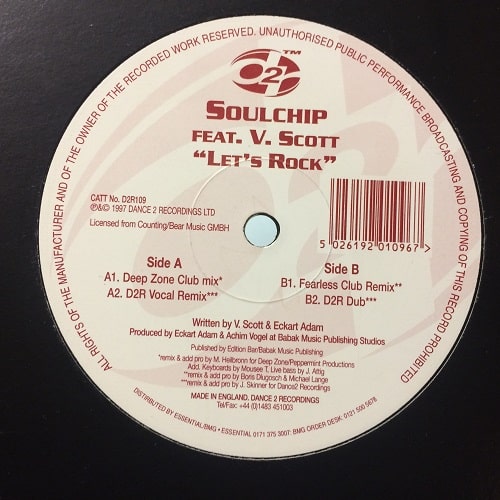 ALL RIGHTS OF THE MANUFACTURER AND OF THE OWNER OF THE RECORDED WORK RESERVED. UNAUTHORISED PUBLIC PERFORMANCE BROADCASTING AND COPYING OF THIS RECORD PROHIBITED
D2R™
SOULCHIP
FEAT. V. SCOTT
"LET'S ROCK"
CATT No. D2R109
℗&© 1997 DANCE 2 RECORDINGS LTD
Licensed from Counting/Bear Music GMBH
5 026192 010967 >
Side A
A1. Deep Zone Club mix*
A2. D2R Vocal Remix***
Side B
B1. Fearless Club Remix**
B2. D2R Dub***
Written by V. Scott & Eckart Adam
Produced by Eckart Adam & Achim Vogel at Babak Music Publishing Studios
Published by Edition Bar/Babak Music Publishing
*remix & add pro by M. Heilbronn for Deep Zone/Peppermint Productions
Add. Keyboards by Mousse T, Live bass by J. Attig
**remix & add pro by Boris Dlugosch & Michael Lange
***remix & add pro by J. Skinner for Dance2 Recordings
MADE IN ENGLAND. DANCE 2 RECORDINGS
Tel/Fax: +44 (0)1483 451003
DISTRIBUTED BY ESSENTIAL/BMG • ESSENTIAL 0171 375 3007: BMG ORDER DESK: 0121 500 5678